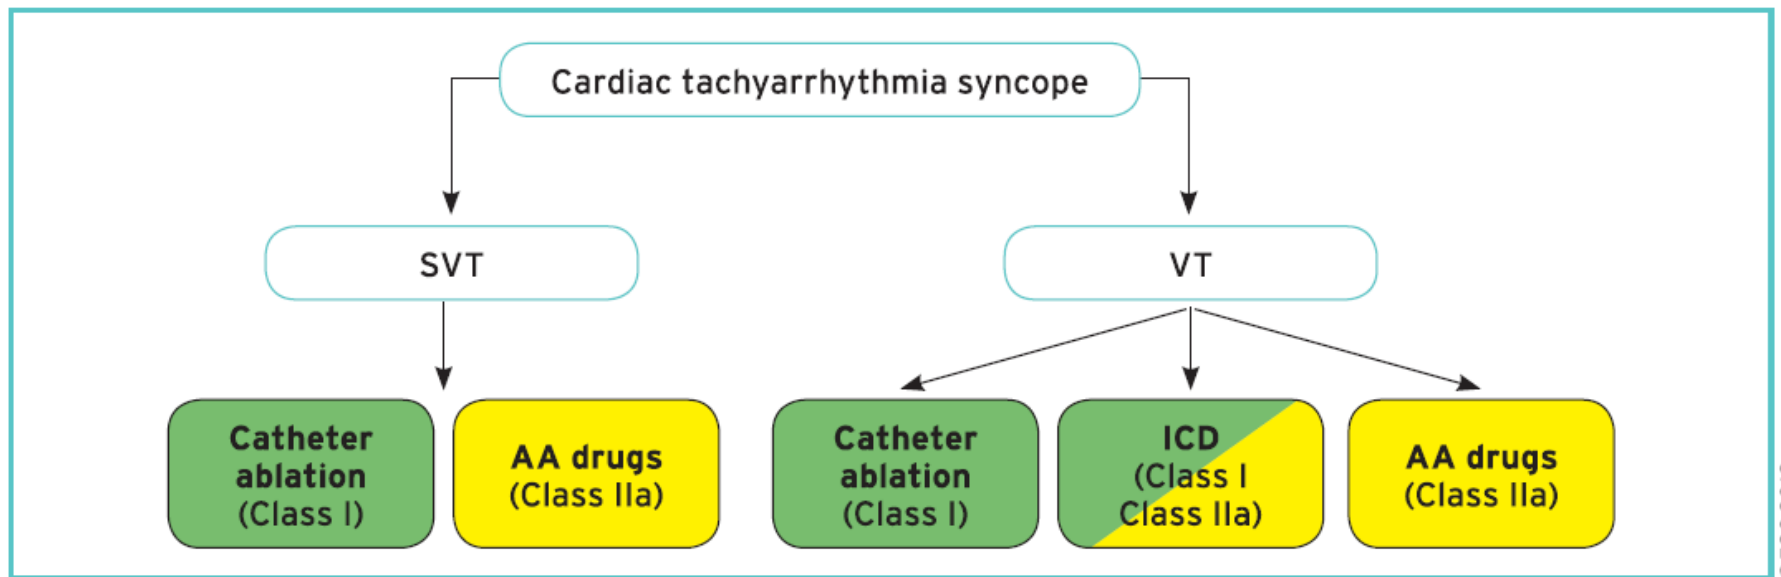 Cardiac tachyarrhythmia syncope
SVT
VT
Catheter
ablation
(Class I)
AA drugs
(Class IIa)
Catheter
ablation
(Class I)
ICD
(Class I
Class IIa)
AA drugs
(Class IIa)